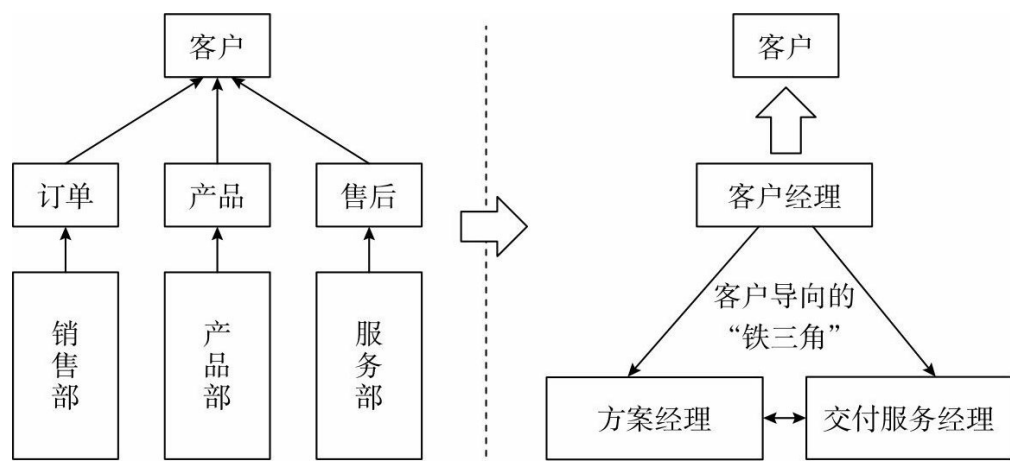 客户
订单
产品
售后
销售部
产品部
服务部
客户
客户经理
客户导向的
“铁三角”
方案经理
交付服务经理